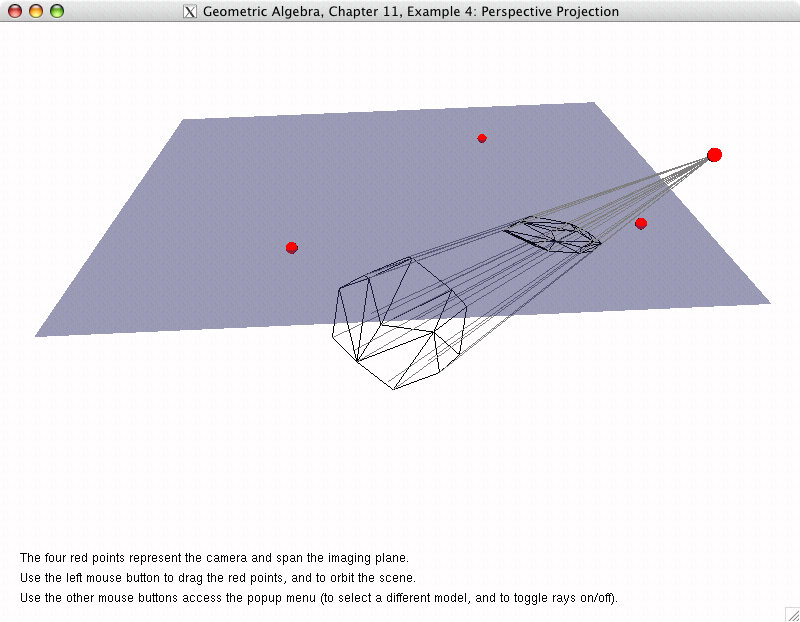 X Geometric Algebra, Chapter 11, Example 4: Perspective Projection
The four red points represent the camera and span the imaging plane.
Use the left mouse button to drag the red points, and to orbit the scene.
Use the other mouse buttons access the popup menu (to select a different model, and to toggle rays on/off).